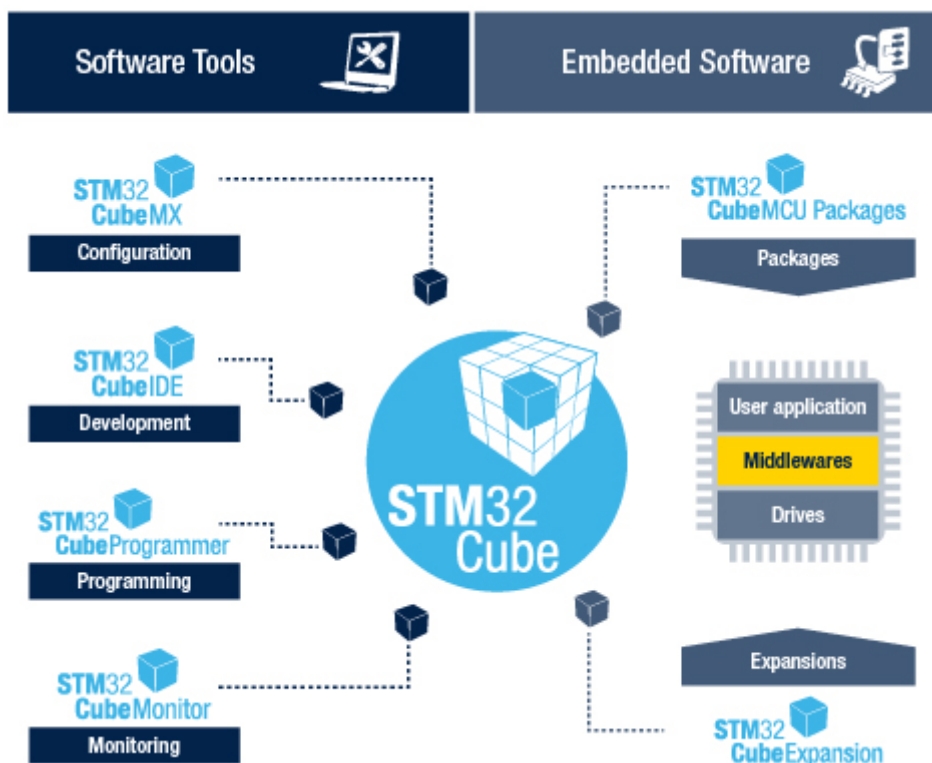 Software Tools
Embedded Software
STM32
CubeMX
Configuration
STM32
CubeIDE
Development
STM32
CubeProgrammer
Programming
STM32
CubeMonitor
Monitoring
STM32
Cube
STM32
CubeMCU Packages
Packages
User application
Middlewares
Drives
Expansions
STM32
CubeExpansion